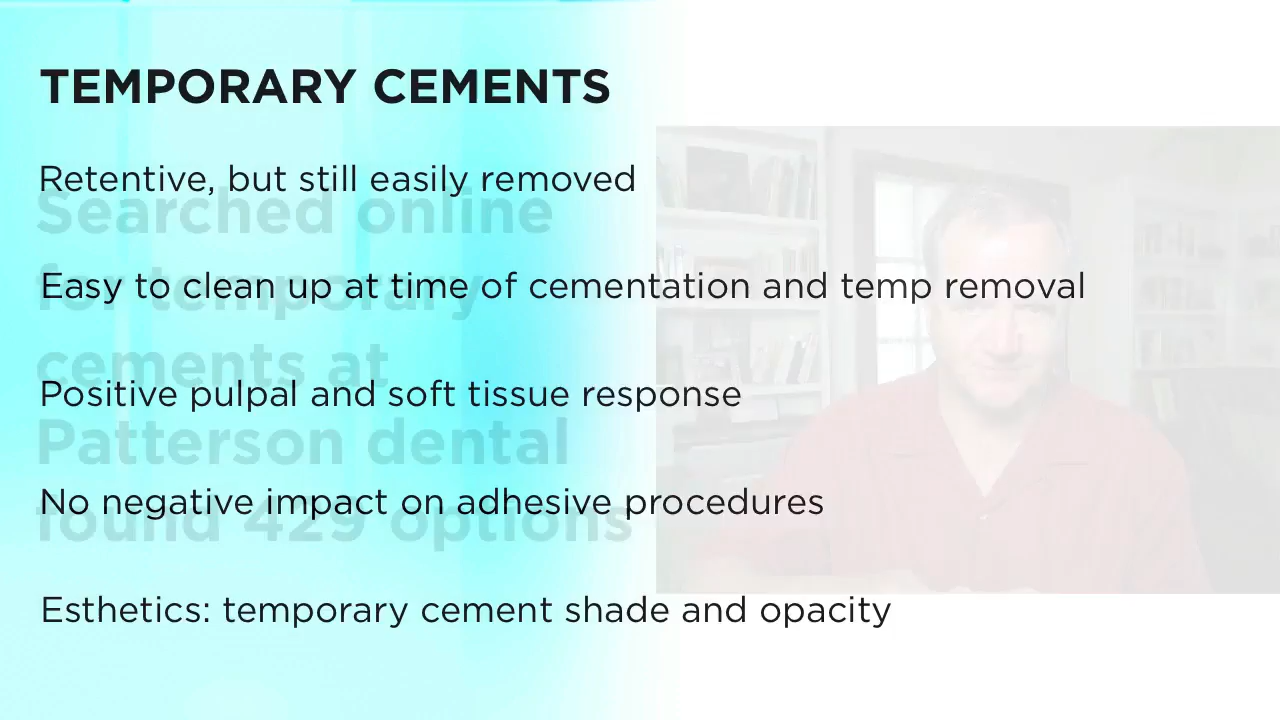 TEMPORARY CEMENTS
Retentive, but still easily removed
Searched online
Easy to clean up at time of cementation and temp removal
for temporary
cements at
Positive pulpal and soft tissue response
Patterson dental
No negative impact on adhesive procedures
found 429 options
Esthetics: temporary cement shade and opacity